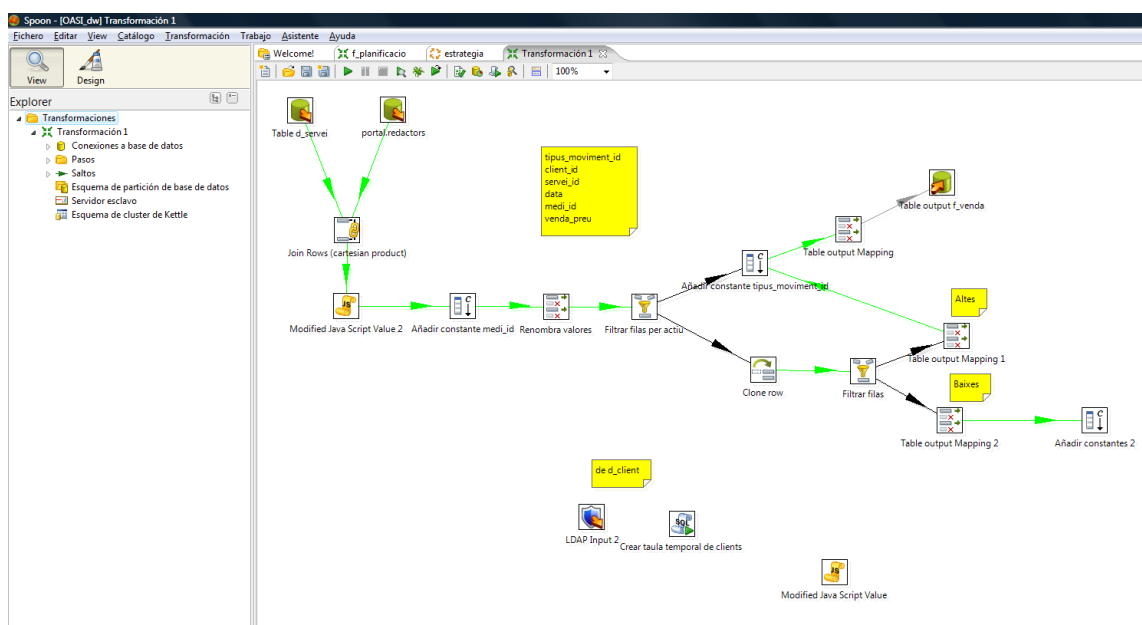 Spoon - [OASI_dw] Transformación 1
Fichero Editar View Catálogo Transformación Trabajo Asistente Ayuda
View Design
Welcome! f_planificacio estrategia Transformación 1
100%
Explorer
Transformaciones
Transformación 1
Conexiones a base de datos
Pasos
Saltos
Esquema de partición de base de datos
Servidor esclavo
Esquema de cluster de Kettle
Table d_servei
portal.redactors
tipus_moviment_id
client_id
servei_id
data
medi_id
venda_preu
Table output f_venda
Join Rows (cartesian product)
Table output Mapping
C
Añadir constante tipus_moviment_id
JS
Modified Java Script Value 2
C
Añadir constante medi_id
Renombra valores
Filtrar filas per actiu
Altes
Table output Mapping 1
Clone row
Filtrar filas
Baixes
Table output Mapping 2
C
Añadir constantes 2
de d_client
LDAP Input 2
SQL
Crear taula temporal de clients
JS
Modified Java Script Value